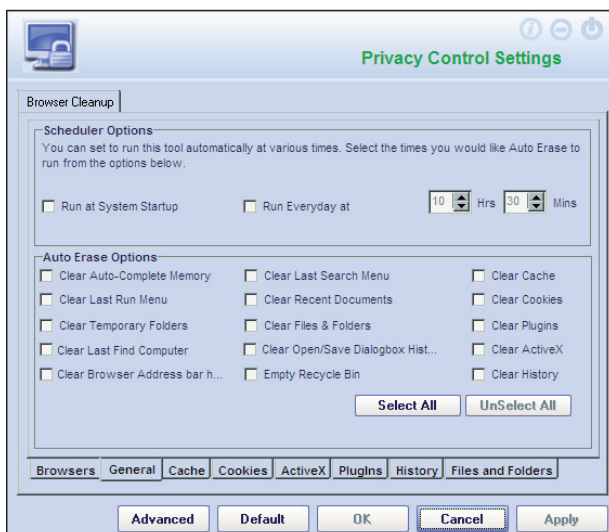 Privacy Control Settings
Browser Cleanup
Scheduler Options
You can set to run this tool automatically at various times. Select the times you would like Auto Erase to
run from the options below.
Run at System Startup Run Everyday at 10 Hrs 30 Mins
Auto Erase Options
Clear Auto-Complete Memory Clear Last Search Menu Clear Cache
Clear Last Run Menu Clear Recent Documents Clear Cookies
Clear Temporary Folders Clear Files & Folders Clear Plugins
Clear Last Find Computer Clear Open/Save Dialogbox Hist... Clear ActiveX
Clear Browser Address bar h... Empty Recycle Bin Clear History
Select All UnSelect All
Browsers General Cache Cookies ActiveX PlugIns History Files and Folders
Advanced Default OK Cancel Apply